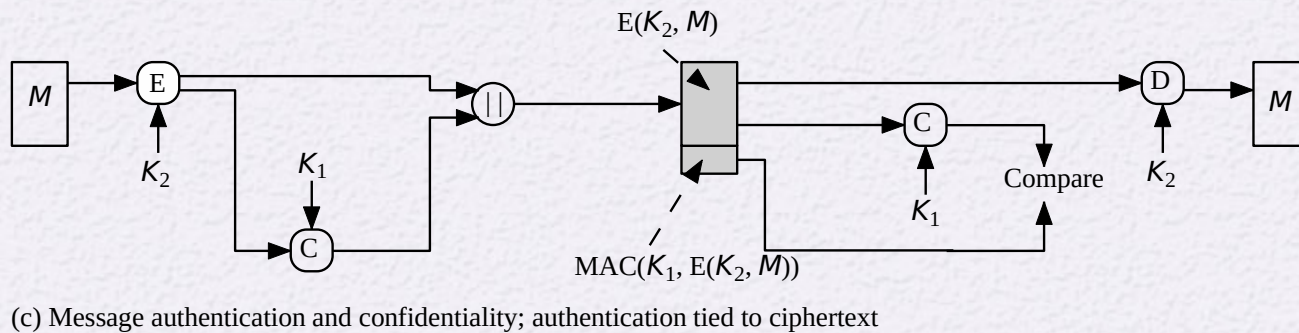 E(K₂, M)
M
E
||
D
M
C
K₂
K₁
Compare
K₂
K₁
C
MAC(K₁, E(K₂, M))
(c) Message authentication and confidentiality; authentication tied to ciphertext